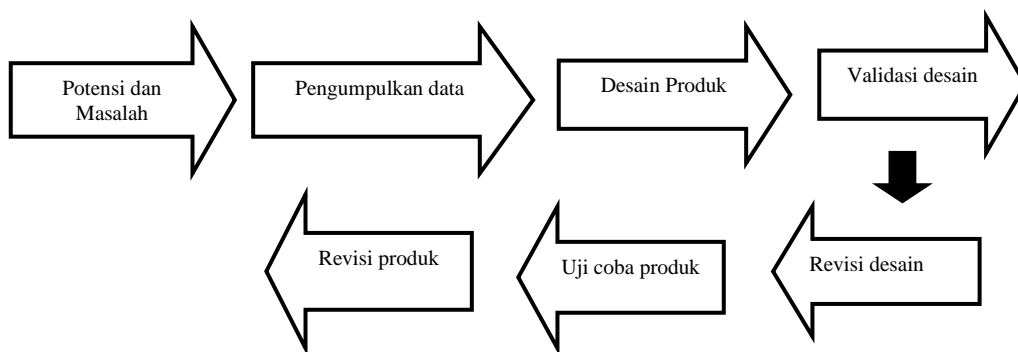 Potensi dan
Masalah
Pengumpulkan data
Desain Produk
Validasi desain
Revisi desain
Uji coba produk
Revisi produk